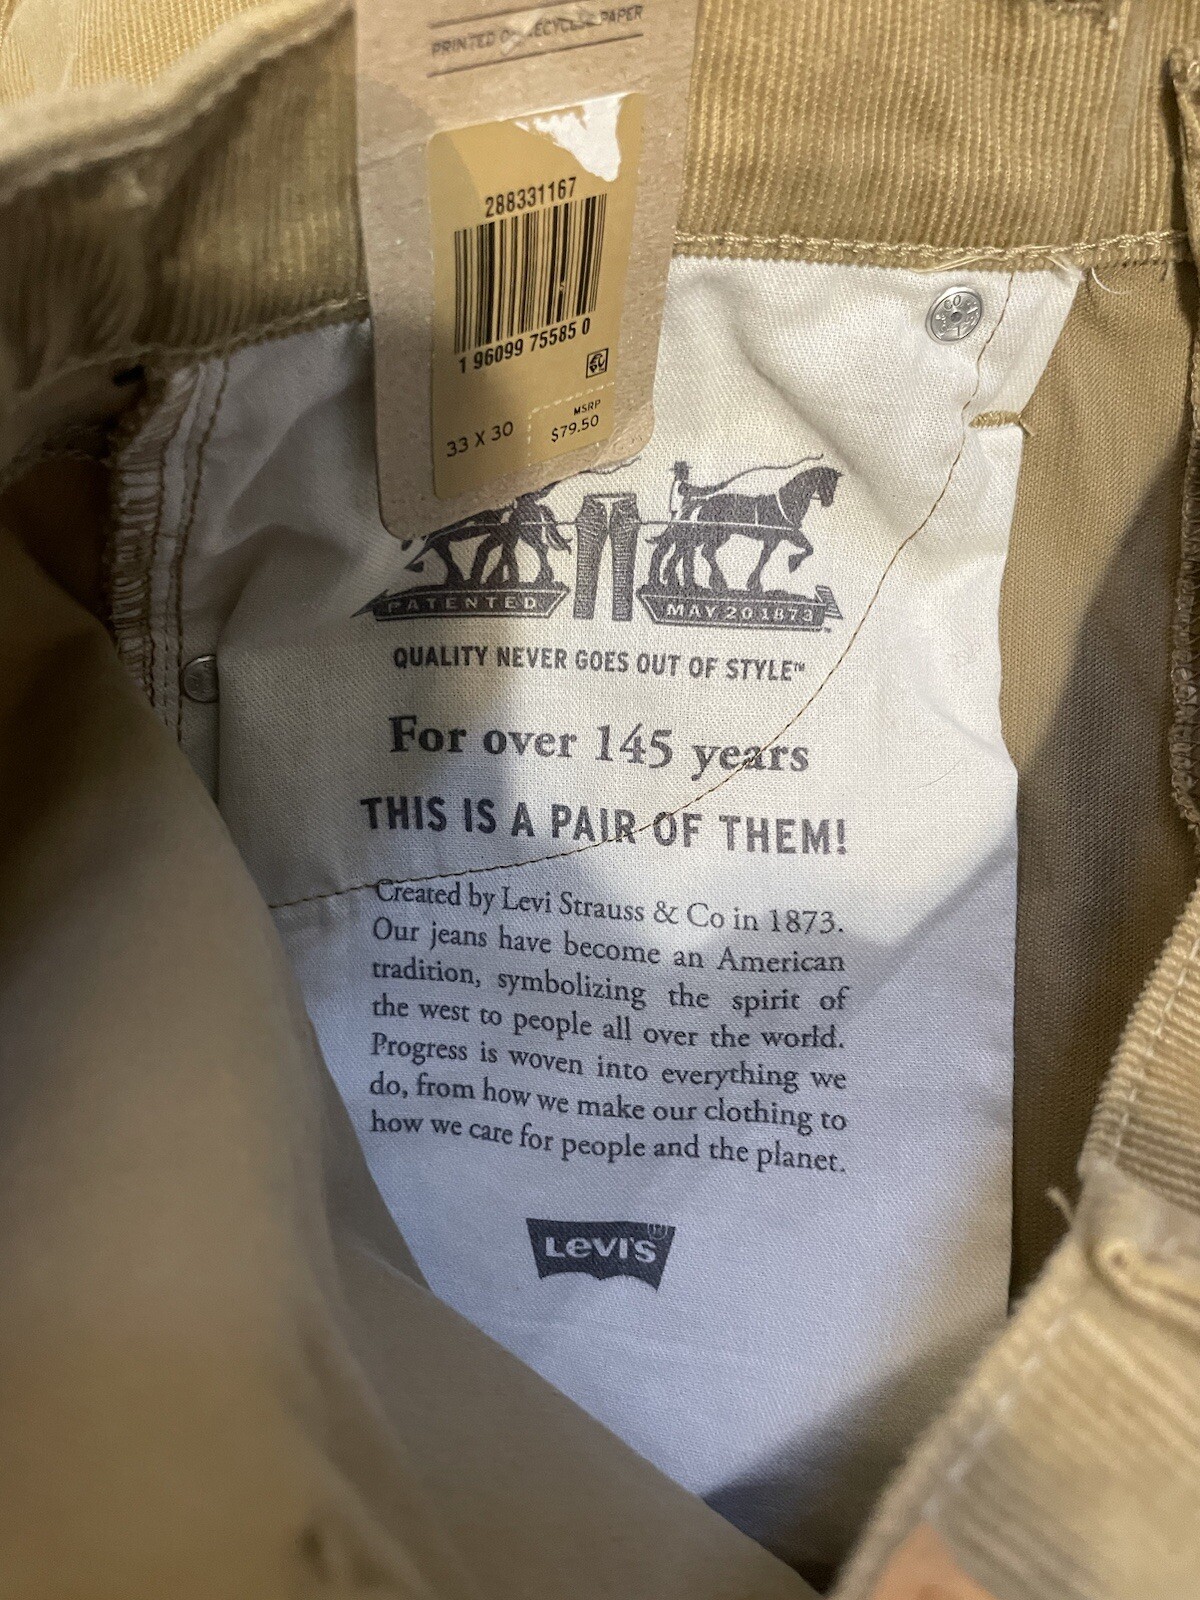 PRINTED ON RECYCLED PAPER
288331167
1 96099 75585 0
MSRP
33 X 30
$79.50
PATENTED
MAY 20 1873
QUALITY NEVER GOES OUT OF STYLE™
For over 145 years
THIS IS A PAIR OF THEM!
Created by Levi Strauss & Co in 1873.
Our jeans have become an American
tradition, symbolizing the spirit of
the west to people all over the world.
Progress is woven into everything we
do, from how we make our clothing to
how we care for people and the planet.
LEVI'S